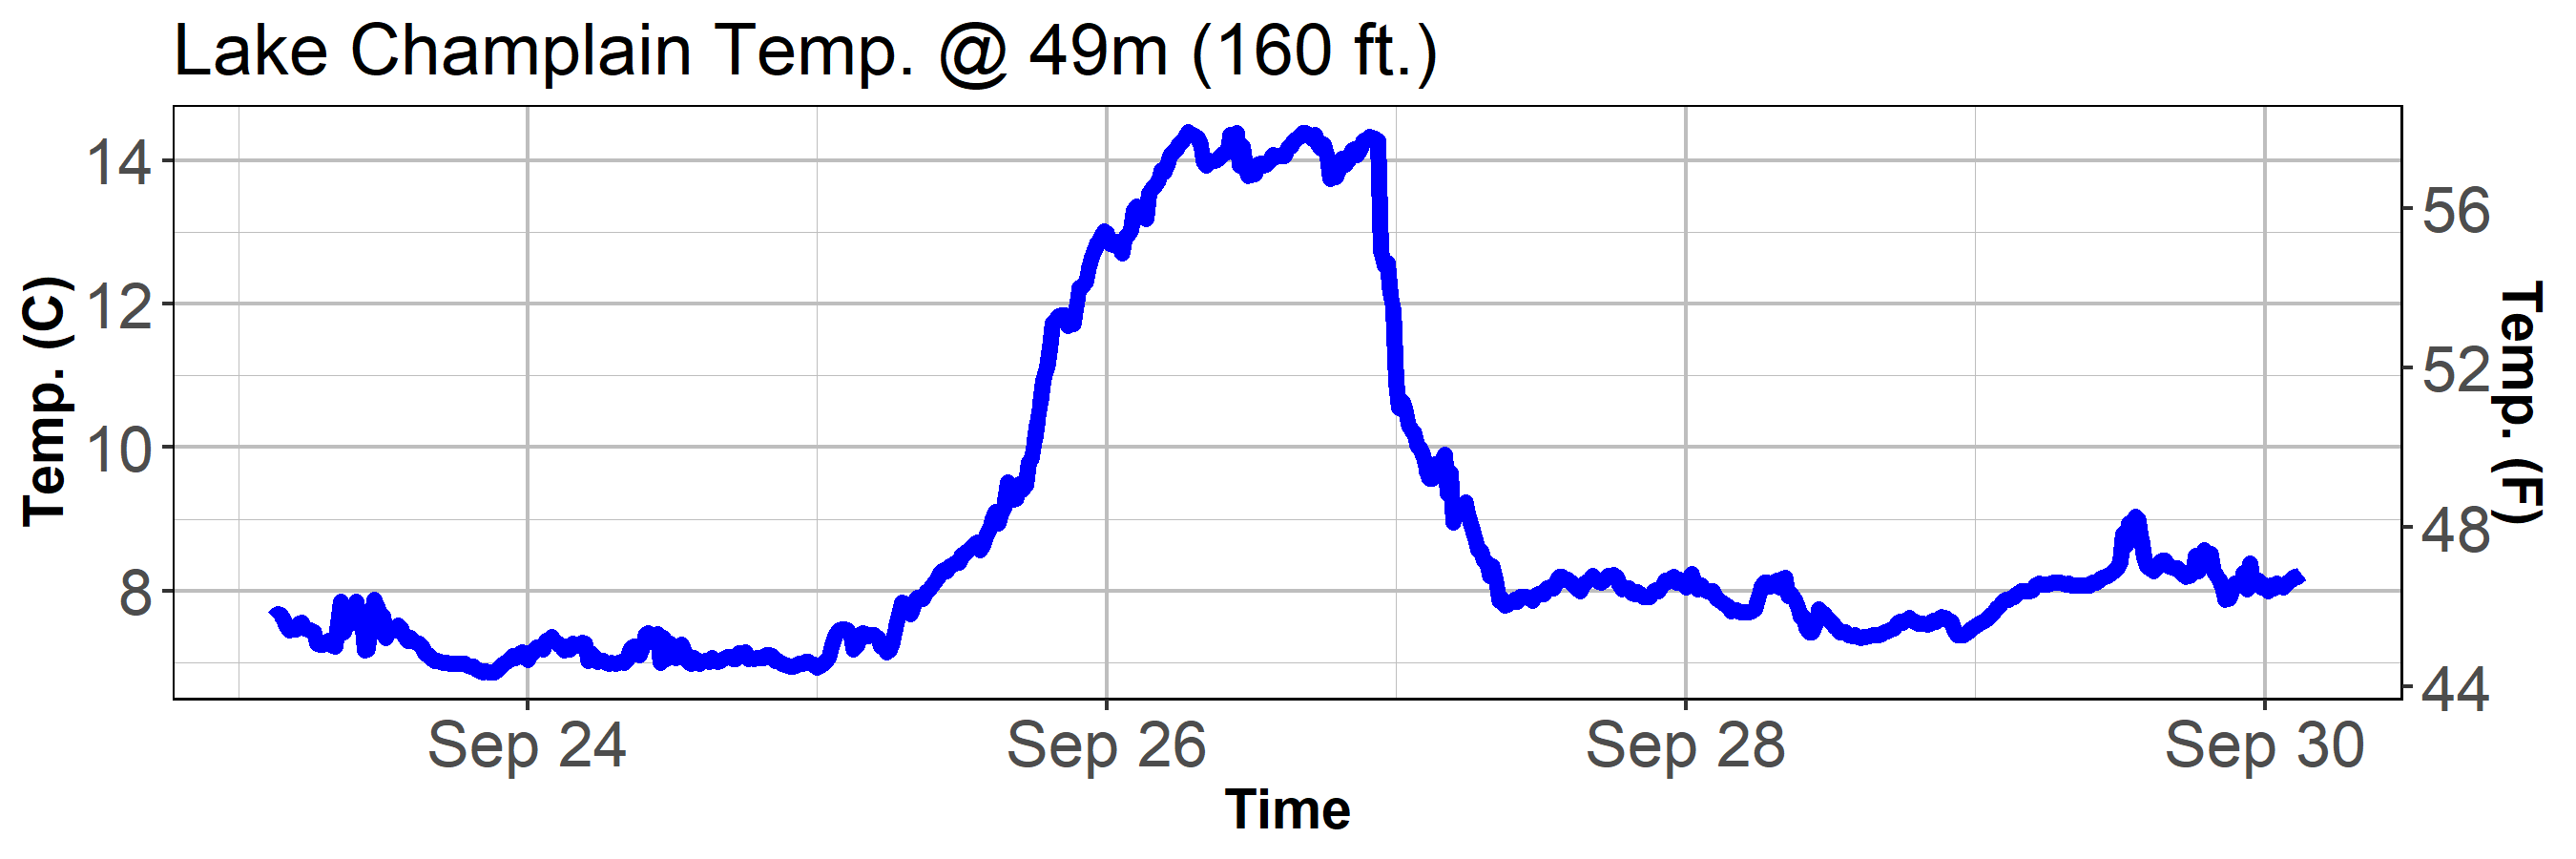 Lake Champlain Temp. @ 49m (160 ft.)
14
12
10
8
Temp. (C)
56
52
48
44
Temp. (F)
Sep 24
Sep 26
Sep 28
Sep 30
Time